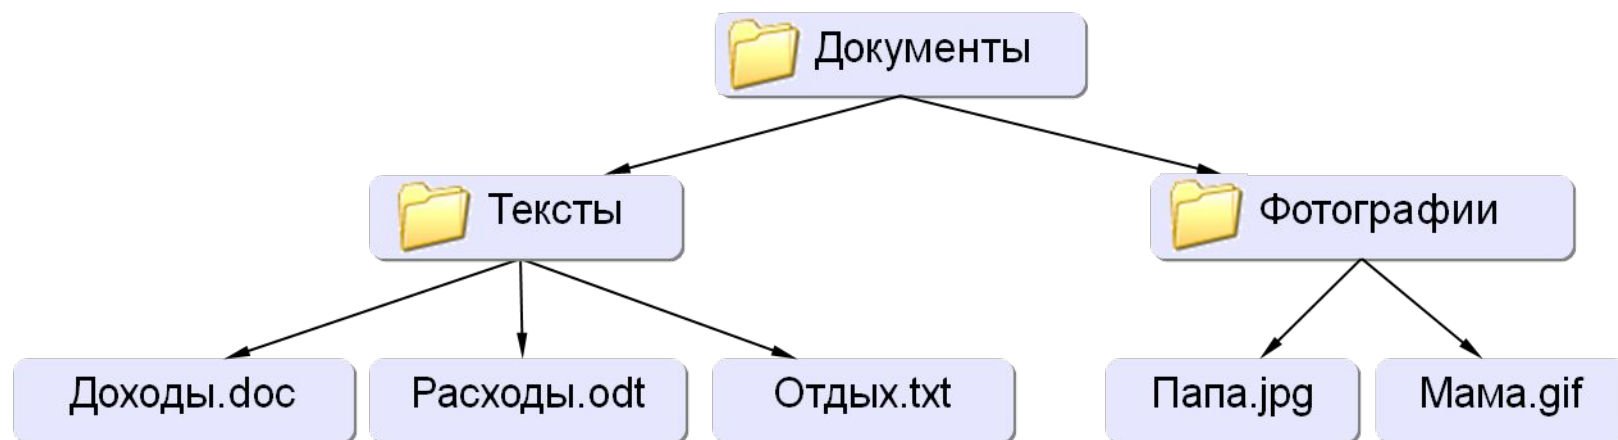 Документы
Тексты
Фотографии
Доходы.doc
Расходы.odt
Отдых.txt
Папа.jpg
Мама.gif